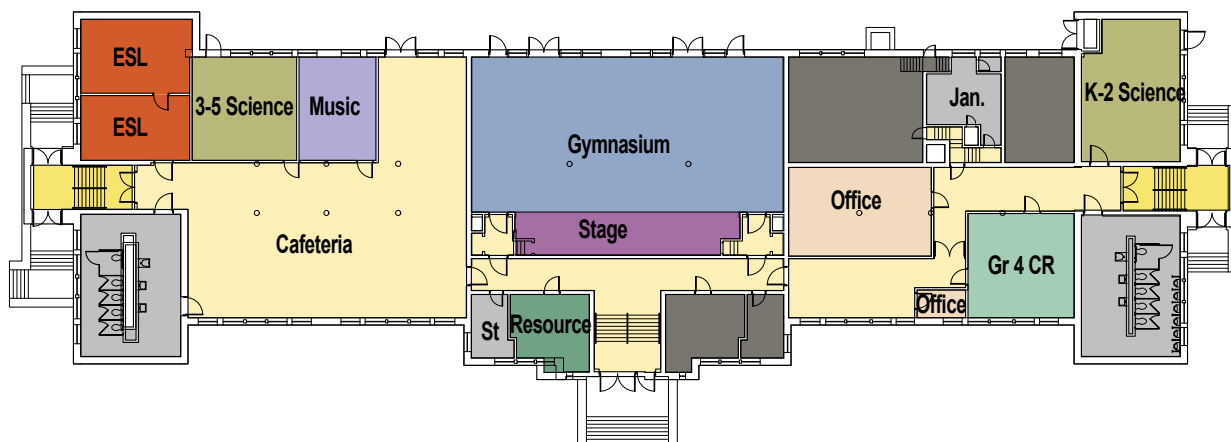 ESL
ESL
3-5 Science
Music
Gymnasium
Jan.
K-2 Science
Office
Stage
Cafeteria
Gr 4 CR
Office
St
Resource